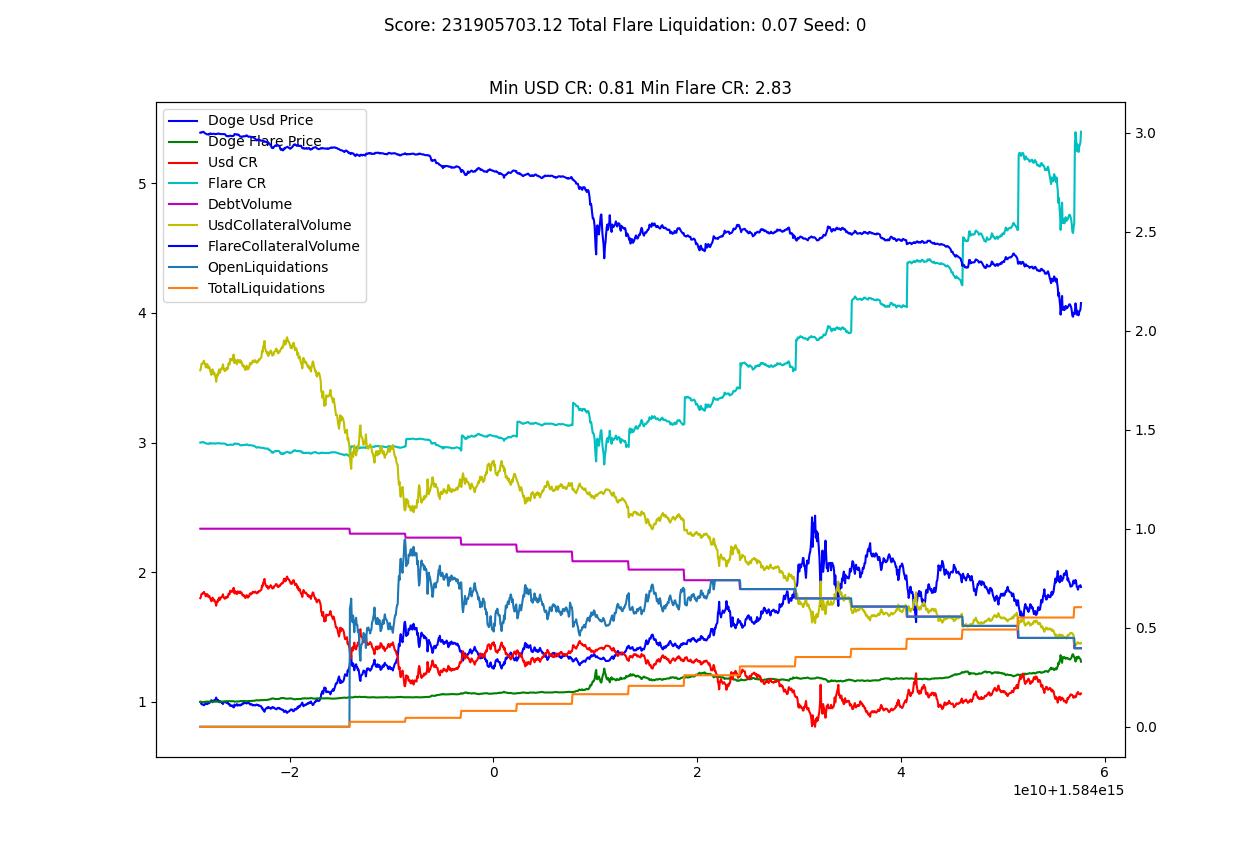 Score: 231905703.12 Total Flare Liquidation: 0.07 Seed: 0
Min USD CR: 0.81 Min Flare CR: 2.83
Doge Usd Price
Doge Flare Price
Usd CR
Flare CR
DebtVolume
UsdCollateralVolume
FlareCollateralVolume
OpenLiquidations
TotalLiquidations
5
4
3
2
1
3.0
2.5
2.0
1.5
1.0
0.5
0.0
−2 0 2 4 6
1e10+1.584e15